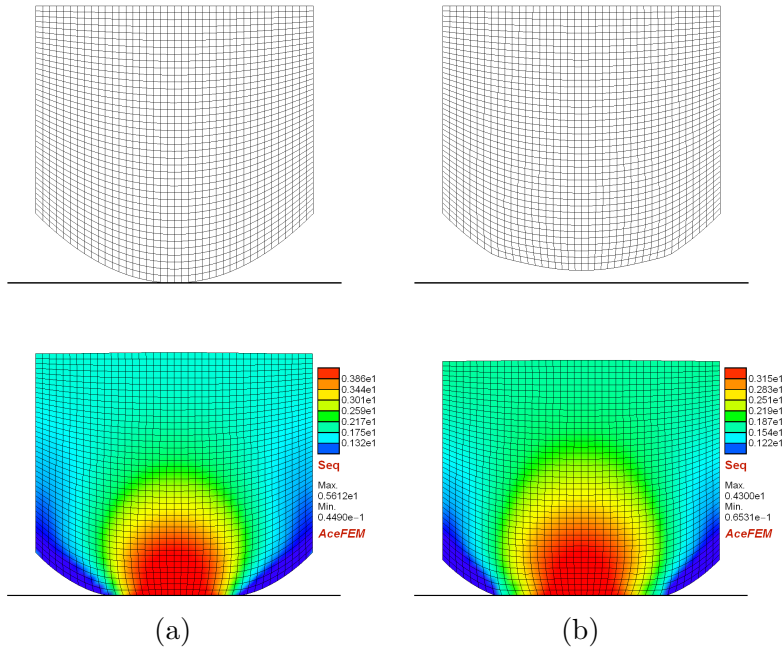 0.386e1
0.344e1
0.301e1
0.259e1
0.217e1
0.175e1
0.132e1
Seq
Max.
0.5612e1
Min.
0.4490e-1
AceFEM
0.315e1
0.283e1
0.251e1
0.219e1
0.187e1
0.154e1
0.122e1
Seq
Max.
0.4300e1
Min.
0.6531e-1
AceFEM
(a)
(b)